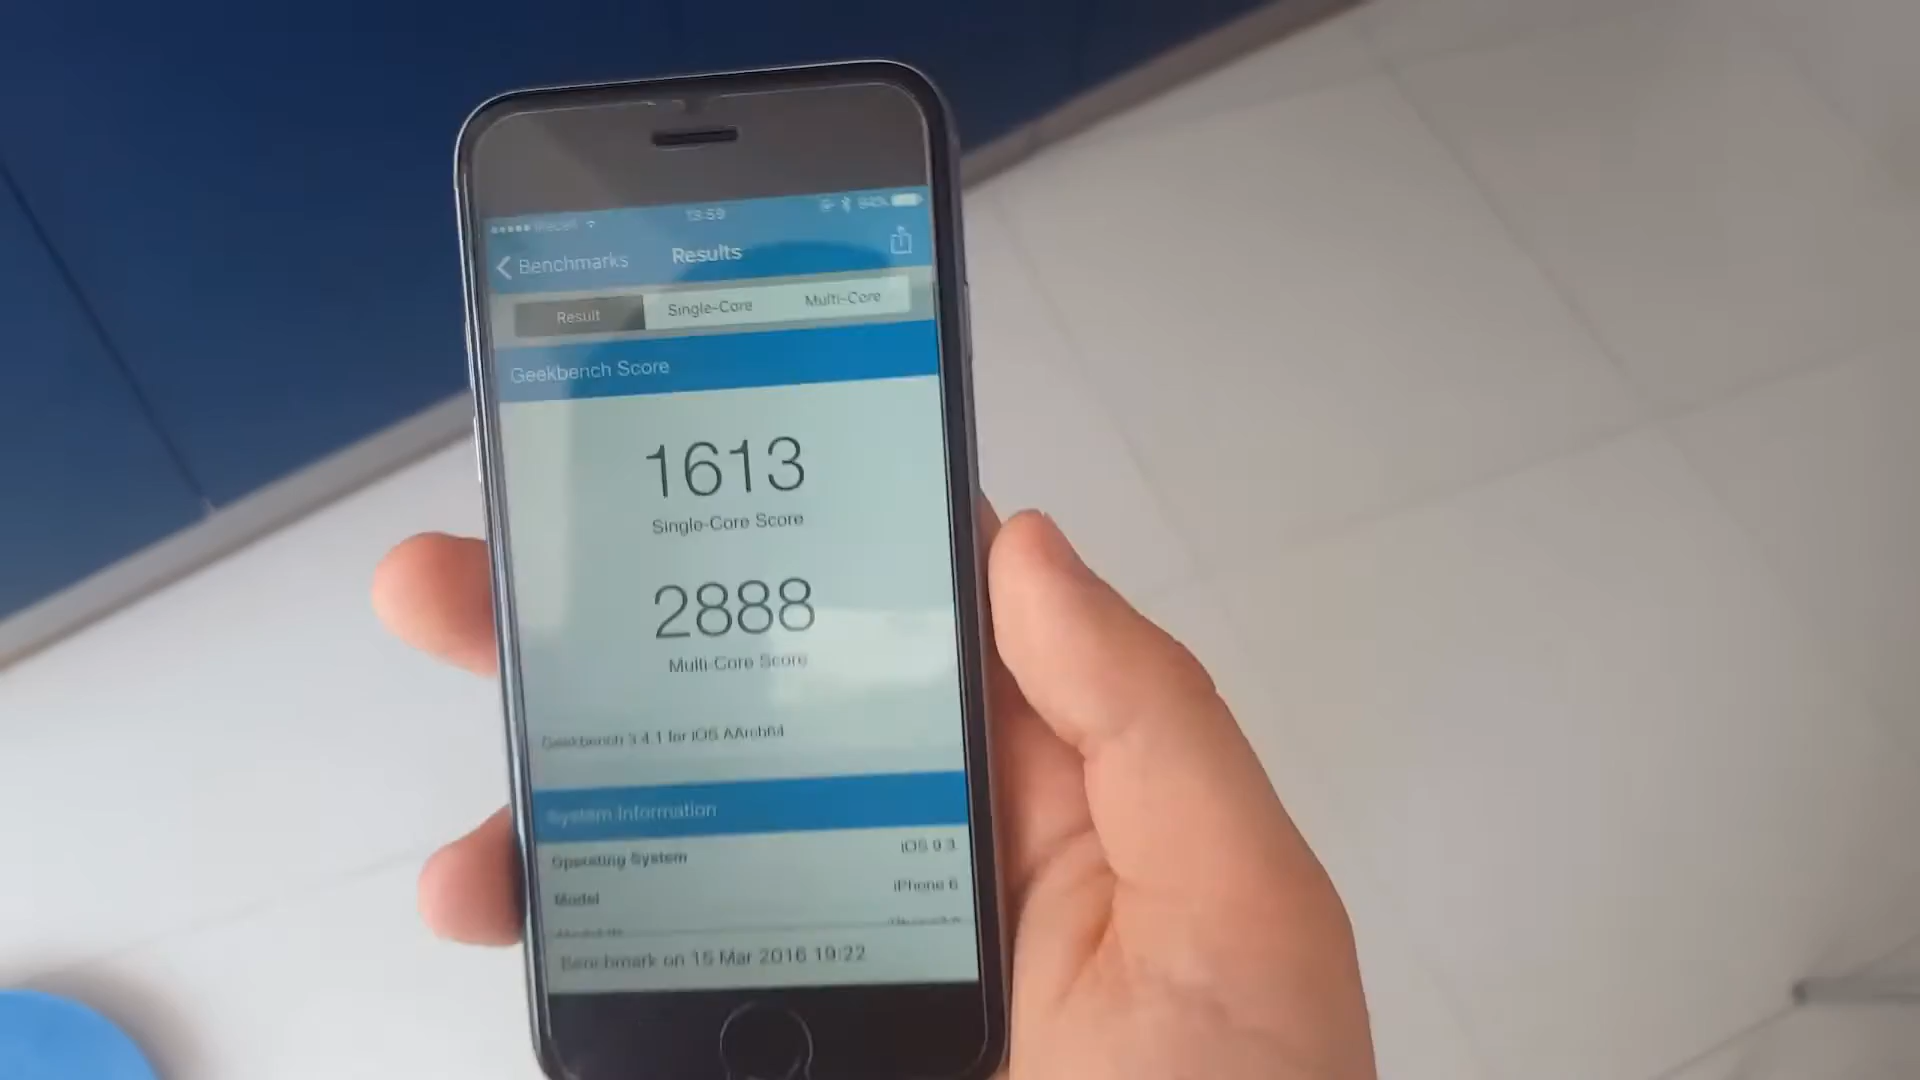 13:59 84%
Benchmarks Results
Result Single-Core Multi-Core
Geekbench Score
1613
Single-Core Score
2888
Multi-Core Score
Geekbench 3.4.1 for iOS AArch64
System Information
Operating System iOS 9.3
Model iPhone 6
Benchmark on 15 Mar 2016 19:22